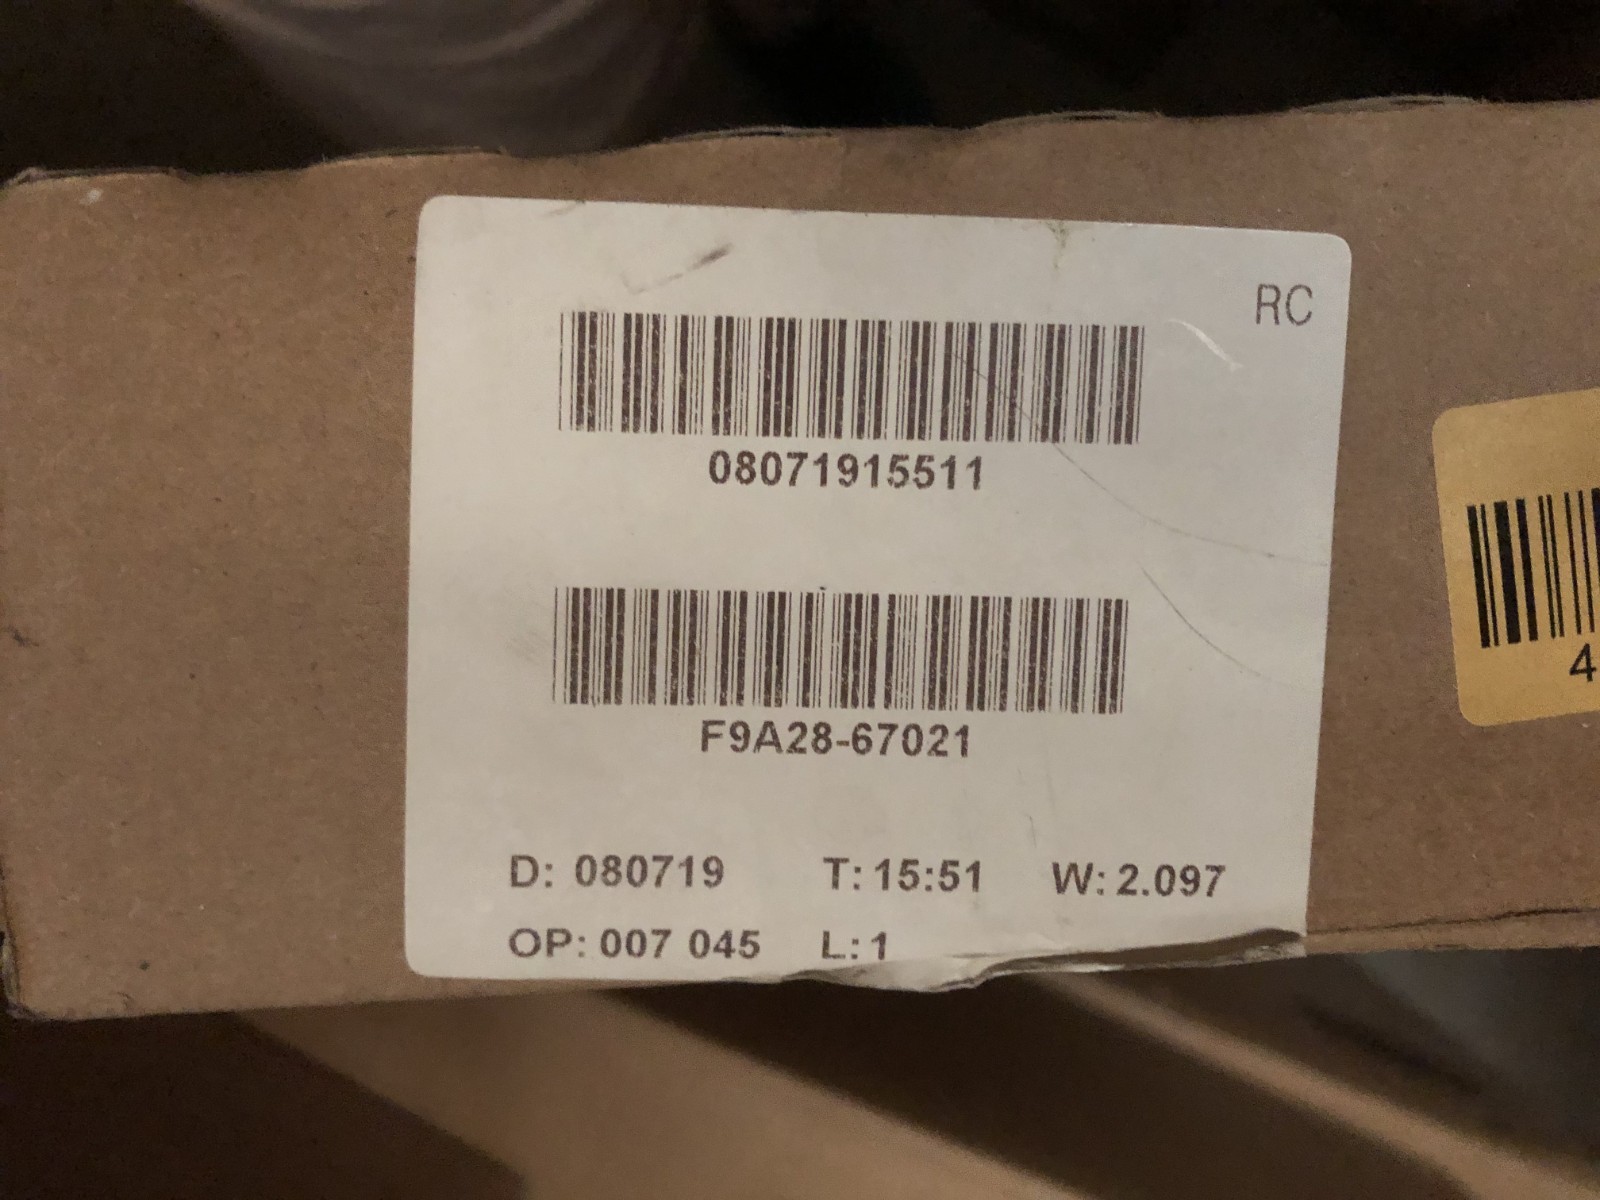 RC
08071915511
F9A28-67021
D: 080719 T: 15:51 W: 2.097
OP: 007 045 L: 1
4